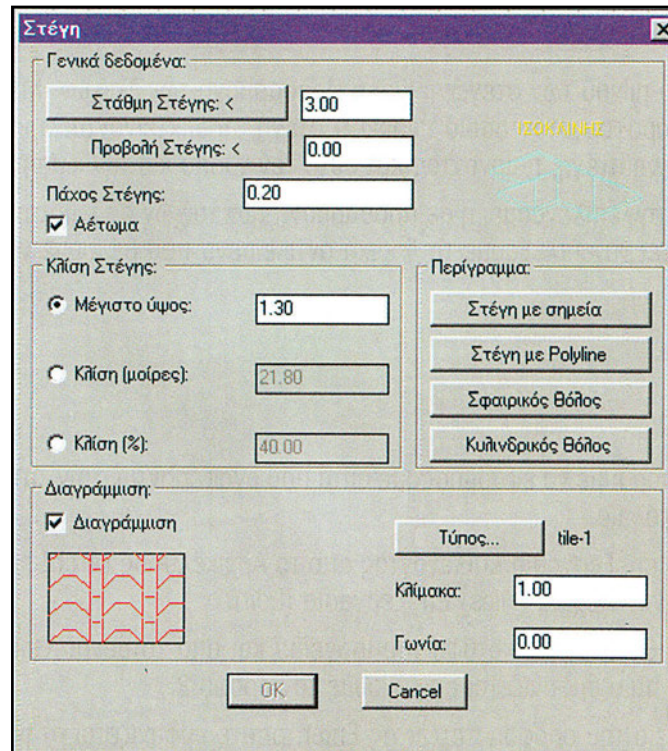 Στέγη
Γενικά δεδομένα:
Στάθμη Στέγης: < 3.00
Προβολή Στέγης: < 0.00
Πάχος Στέγης: 0.20
Αέτωμα
ΙΣΟΚΛΙΝΗΣ
Κλίση Στέγης:
Μέγιστο ύψος: 1.30
Κλίση (μοίρες): 21.80
Κλίση (%): 40.00
Περίγραμμα:
Στέγη με σημεία
Στέγη με Polyline
Σφαιρικός θόλος
Κυλινδρικός θόλος
Διαγράμμιση:
Διαγράμμιση
Τύπος... tile-1
Κλίμακα: 1.00
Γωνία: 0.00
OK Cancel